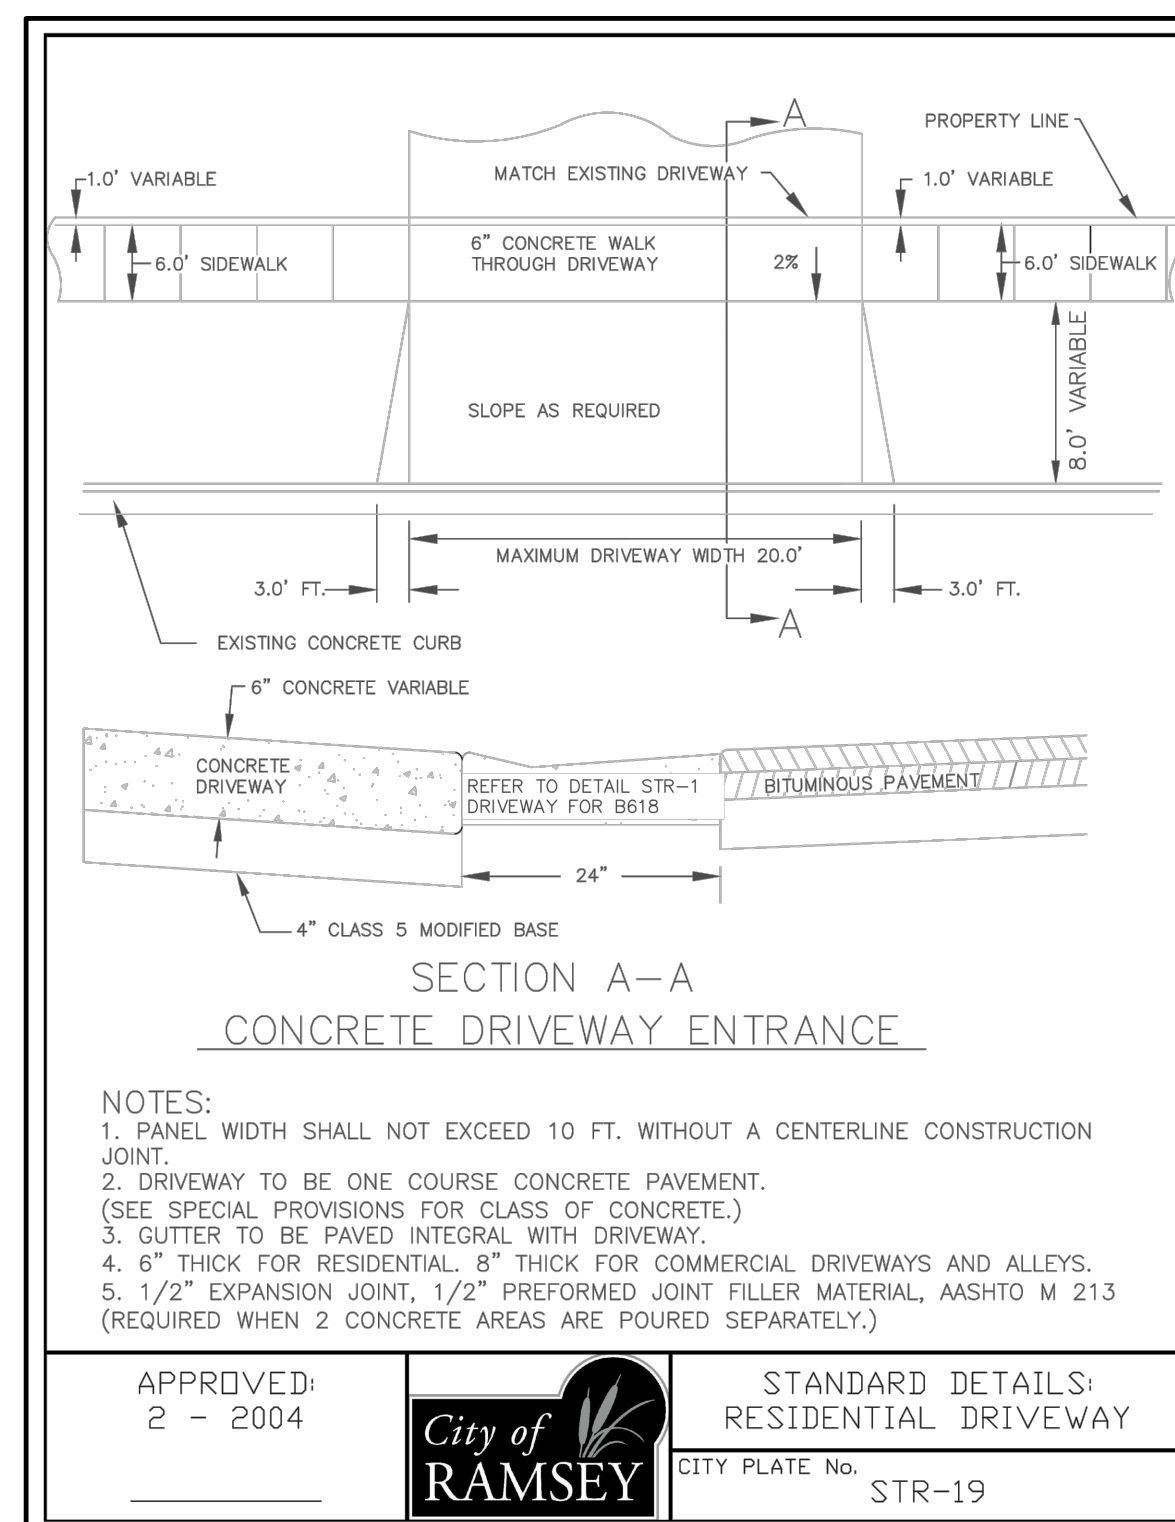 A
PROPERTY LINE
1.0' VARIABLE
MATCH EXISTING DRIVEWAY
1.0' VARIABLE
6.0' SIDEWALK
6" CONCRETE WALK
THROUGH DRIVEWAY
2%
6.0' SIDEWALK
8.0' VARIABLE
SLOPE AS REQUIRED
MAXIMUM DRIVEWAY WIDTH 20.0'
3.0' FT.
3.0' FT.
A
EXISTING CONCRETE CURB
6" CONCRETE VARIABLE
CONCRETE
DRIVEWAY
REFER TO DETAIL STR-1
DRIVEWAY FOR B618
BITUMINOUS PAVEMENT
24"
4" CLASS 5 MODIFIED BASE
SECTION A-A
CONCRETE DRIVEWAY ENTRANCE
NOTES:
1. PANEL WIDTH SHALL NOT EXCEED 10 FT. WITHOUT A CENTERLINE CONSTRUCTION
JOINT.
2. DRIVEWAY TO BE ONE COURSE CONCRETE PAVEMENT.
(SEE SPECIAL PROVISIONS FOR CLASS OF CONCRETE.)
3. GUTTER TO BE PAVED INTEGRAL WITH DRIVEWAY.
4. 6" THICK FOR RESIDENTIAL. 8" THICK FOR COMMERCIAL DRIVEWAYS AND ALLEYS.
5. 1/2" EXPANSION JOINT, 1/2" PREFORMED JOINT FILLER MATERIAL, AASHTO M 213
(REQUIRED WHEN 2 CONCRETE AREAS ARE POURED SEPARATELY.)
APPROVED:
2 - 2004
City of
RAMSEY
STANDARD DETAILS:
RESIDENTIAL DRIVEWAY
CITY PLATE No.
STR-19